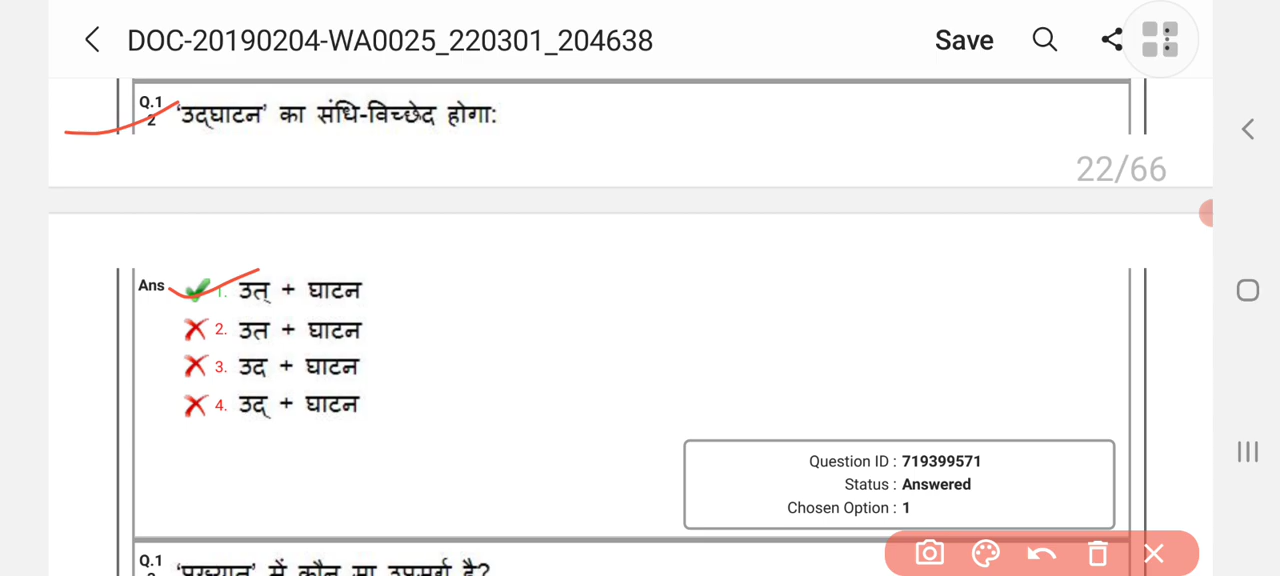 DOC-20190204-WA0025_220301_204638
Save
Q.1
2 'उद्घाटन' का संधि-विच्छेद होगा:
22/66
Ans 1. उत् + घाटन
2. उत + घाटन
3. उद + घाटन
4. उद् + घाटन
Question ID : 719399571
Status : Answered
Chosen Option : 1
Q.1
में कौन सा उपसर्ग है?